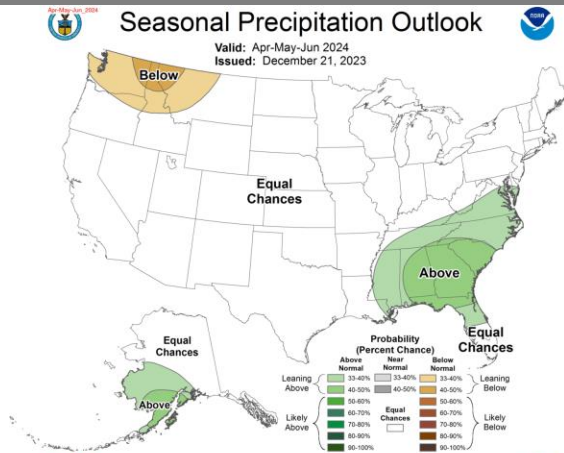 Apr-May-Jun 2024
Seasonal Precipitation Outlook
NOAA
Valid: Apr-May-Jun 2024
Issued: December 21, 2023
Below
Equal
Chances
Above
Equal
Chances
Equal
Chances
Above
Probability
(Percent Chance)
Above
Normal
Near
Normal
Below
Normal
Leaning
Above
33-40%
33-40%
33-40%
Leaning
Below
40-50%
40-50%
40-50%
Likely
Above
50-60%
60-70%
70-80%
80-90%
90-100%
Equal
Chances
50-60%
60-70%
70-80%
80-90%
90-100%
Likely
Below